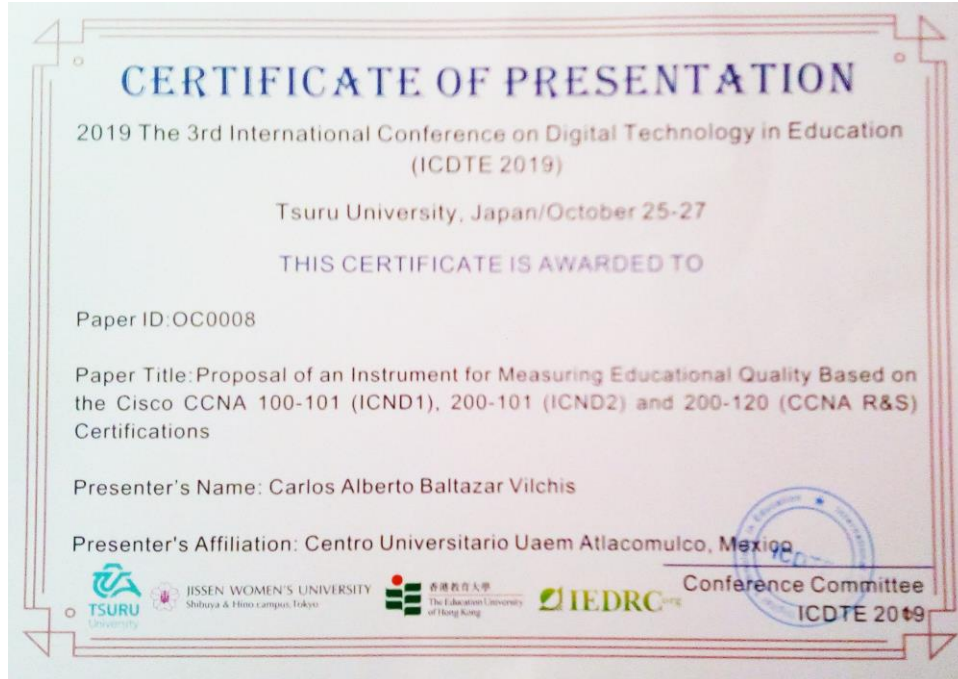 CERTIFICATE OF PRESENTATION
2019 The 3rd International Conference on Digital Technology in Education
(ICDTE 2019)
Tsuru University, Japan/October 25-27
THIS CERTIFICATE IS AWARDED TO
Paper ID:OC0008
Paper Title:Proposal of an Instrument for Measuring Educational Quality Based on
the Cisco CCNA 100-101 (ICND1), 200-101 (ICND2) and 200-120 (CCNA R&S)
Certifications
Presenter's Name: Carlos Alberto Baltazar Vilchis
Presenter's Affiliation: Centro Universitario Uaem Atlacomulco, Mexico
TSURU
University
JISSEN WOMEN'S UNIVERSITY
Shibuya & Hino campus, Tokyo
香港教育大學
The Education University
of Hong Kong
IEDRC.org
in Education ★ International
Conference Committee
ICDTE 2019